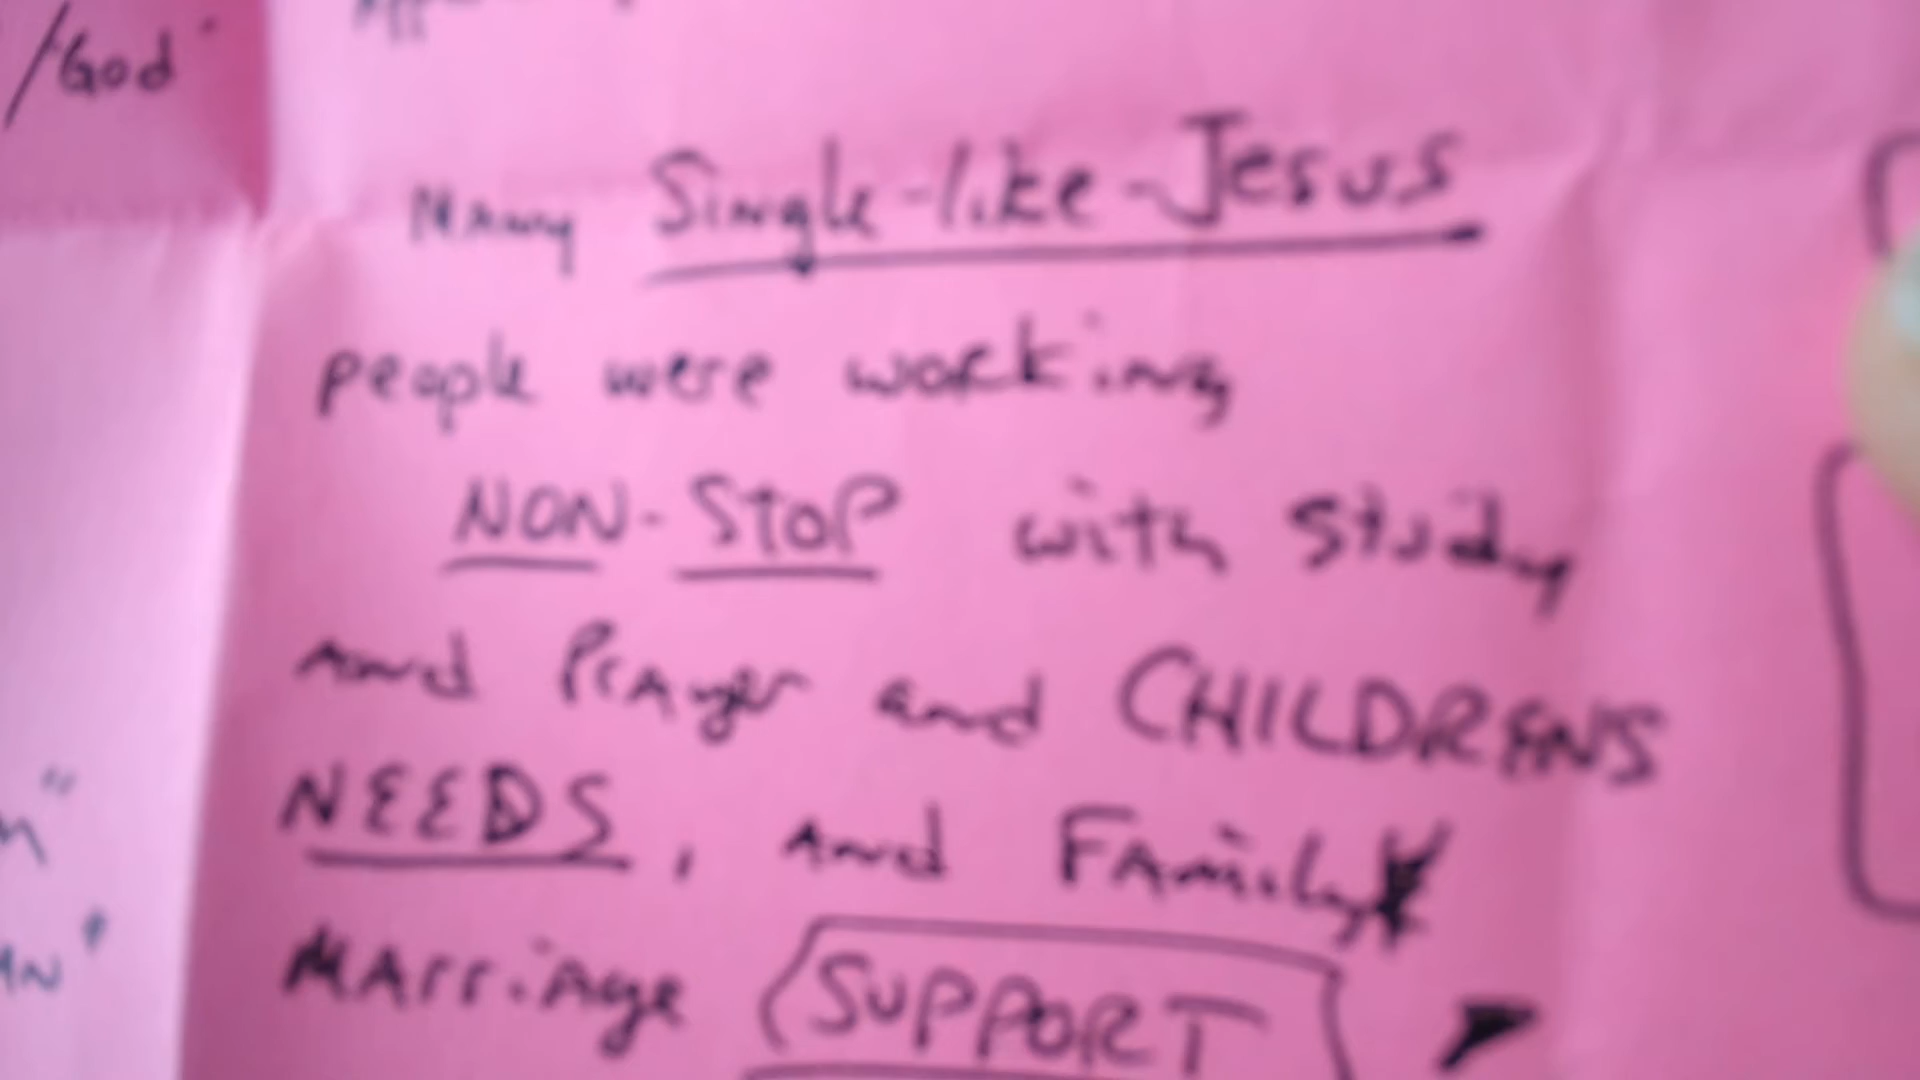 /God
Many Single-like-Jesus
people were working
NON-STOP with study
and Prayer and CHILDRENS
NEEDS, and Family
Marriage SUPPORT